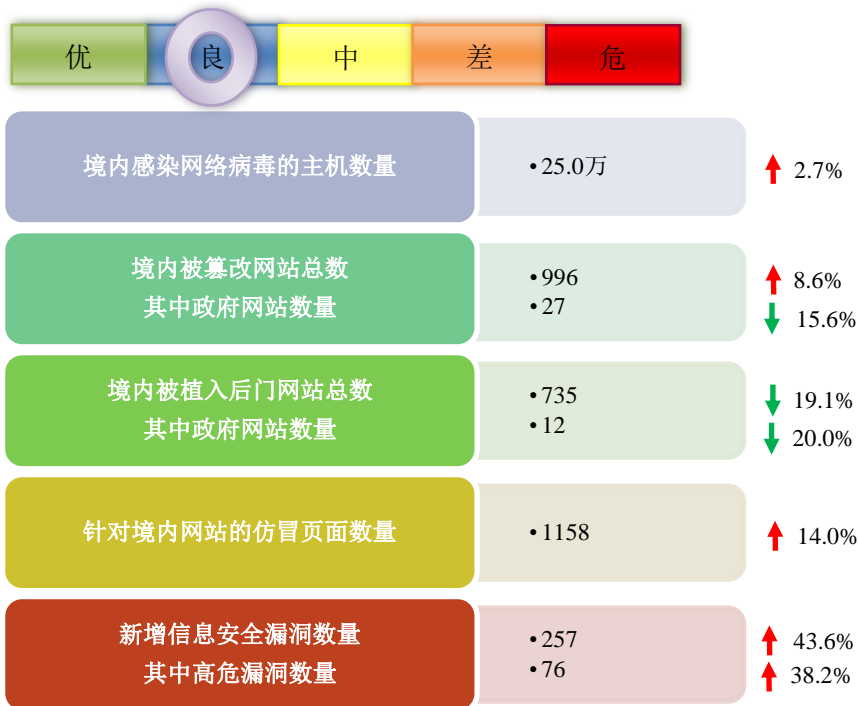 优 良 中 差 危
境内感染网络病毒的主机数量 •25.0万 2.7%
境内被篡改网站总数 •996 8.6%
其中政府网站数量 •27 15.6%
境内被植入后门网站总数 •735 19.1%
其中政府网站数量 •12 20.0%
针对境内网站的仿冒页面数量 •1158 14.0%
新增信息安全漏洞数量 •257 43.6%
其中高危漏洞数量 •76 38.2%